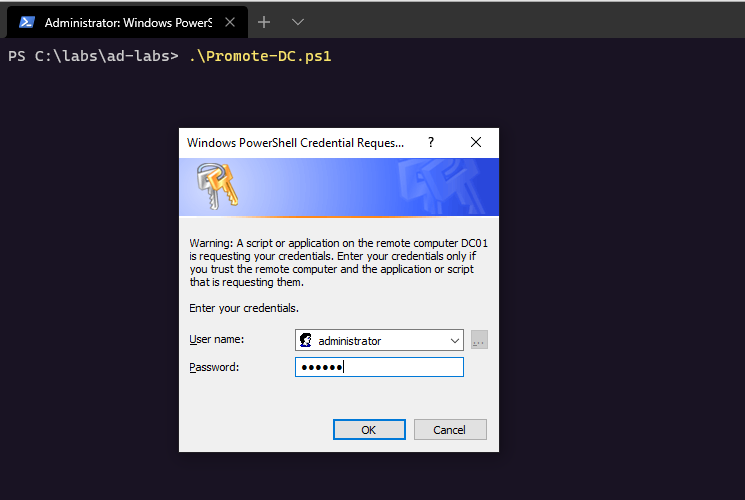 Administrator: Windows PowerS
PS C:\labs\ad-labs> .\Promote-DC.ps1
Windows PowerShell Credential Reques...
Warning: A script or application on the remote computer DC01
is requesting your credentials. Enter your credentials only if
you trust the remote computer and the application or script
that is requesting them.
Enter your credentials.
User name:
administrator
...
Password:
••••••
OK
Cancel